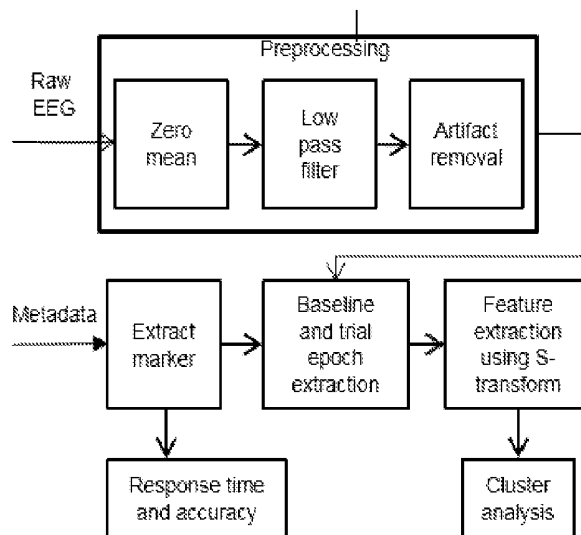 Preprocessing
Raw
EEG
Zero
mean
Low
pass
filter
Artifact
removal
Metadata
Extract
marker
Baseline
and trial
epoch
extraction
Feature
extraction
using S-
transform
Response time
and accuracy
Cluster
analysis